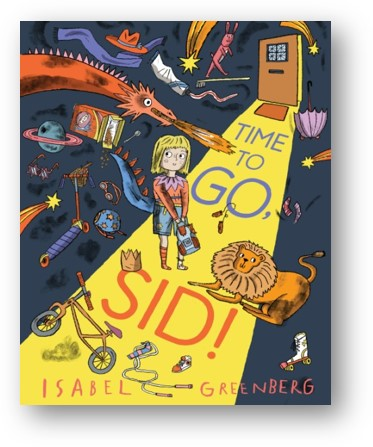 TIME
TO
GO,
SID!
ISABEL GREENBERG